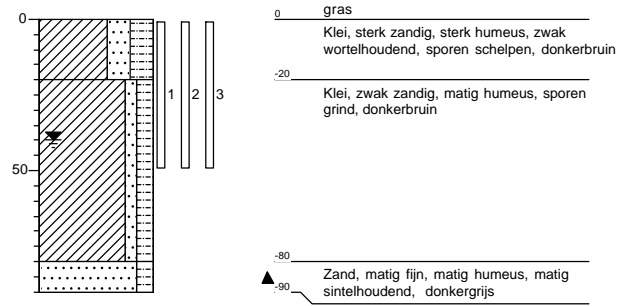 0
50
1 2 3
0
gras
Klei, sterk zandig, sterk humeus, zwak
wortelhoudend, sporen schelpen, donkerbruin
-20
Klei, zwak zandig, matig humeus, sporen
grind, donkerbruin
-80
Zand, matig fijn, matig humeus, matig
sintelhoudend, donkergrijs
-90